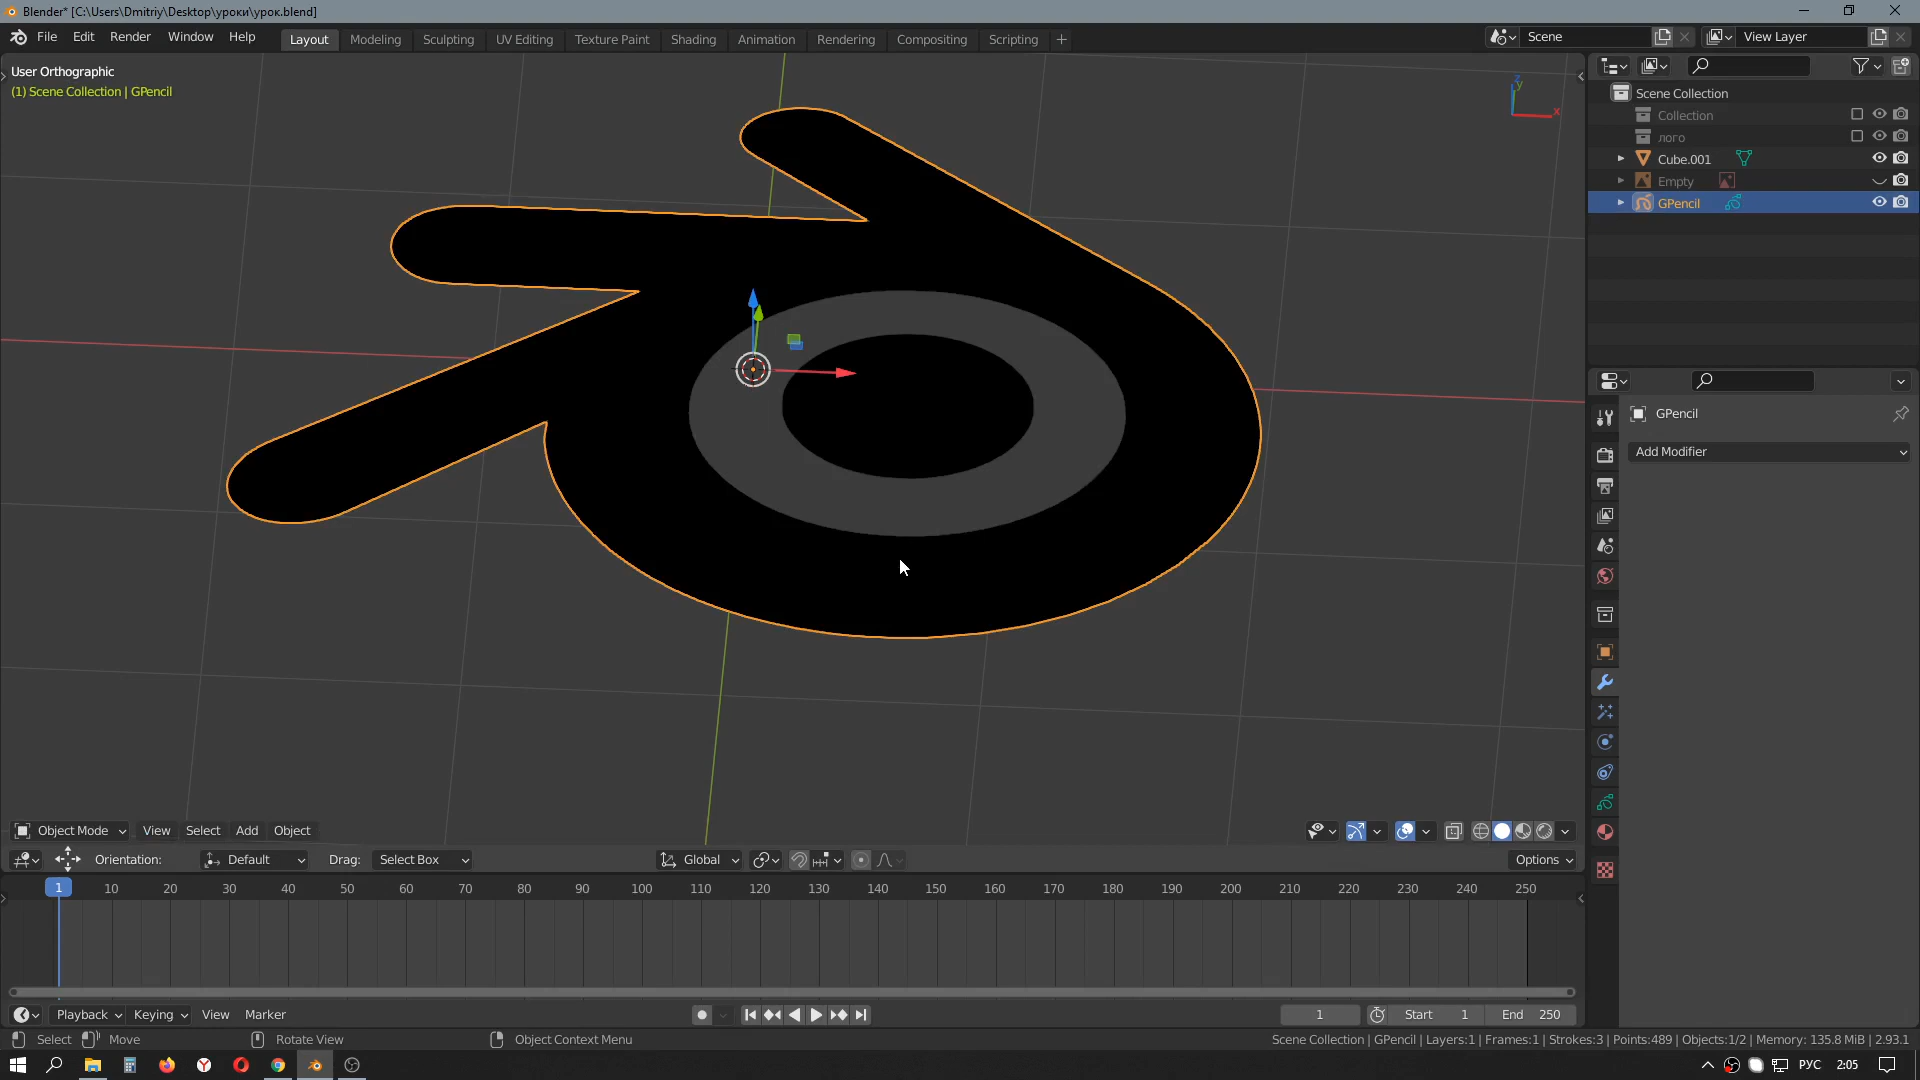 Blender* [C:\Users\Dmitriy\Desktop\уроки\урок.blend]
File Edit Render Window Help Layout Modeling Sculpting UV Editing Texture Paint Shading Animation Rendering Compositing Scripting + Scene View Layer
User Orthographic
(1) Scene Collection | GPencil
Z
Y
X
Scene Collection
Collection
лого
Cube.001
Empty
GPencil
GPencil
Add Modifier
Object Mode View Select Add Object
Orientation: Default Drag: Select Box Global Options
1 10 20 30 40 50 60 70 80 90 100 110 120 130 140 150 160 170 180 190 200 210 220 230 240 250
Playback Keying View Marker 1 Start 1 End 250
Select Move Rotate View Object Context Menu Scene Collection | GPencil | Layers:1 | Frames:1 | Strokes:3 | Points:489 | Objects:1/2 | Memory: 135.8 MiB | 2.93.1
РУС 2:05